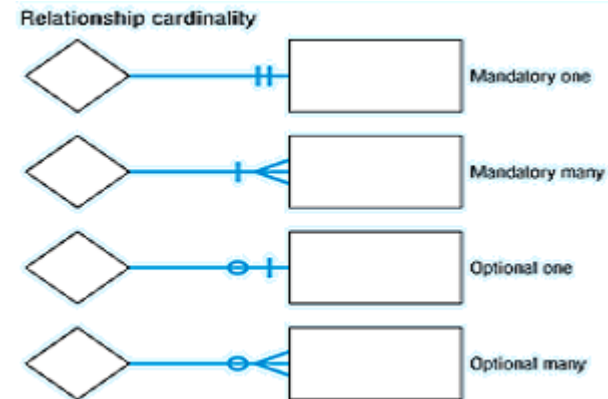 Relationship cardinality
Mandatory one
Mandatory many
Optional one
Optional many